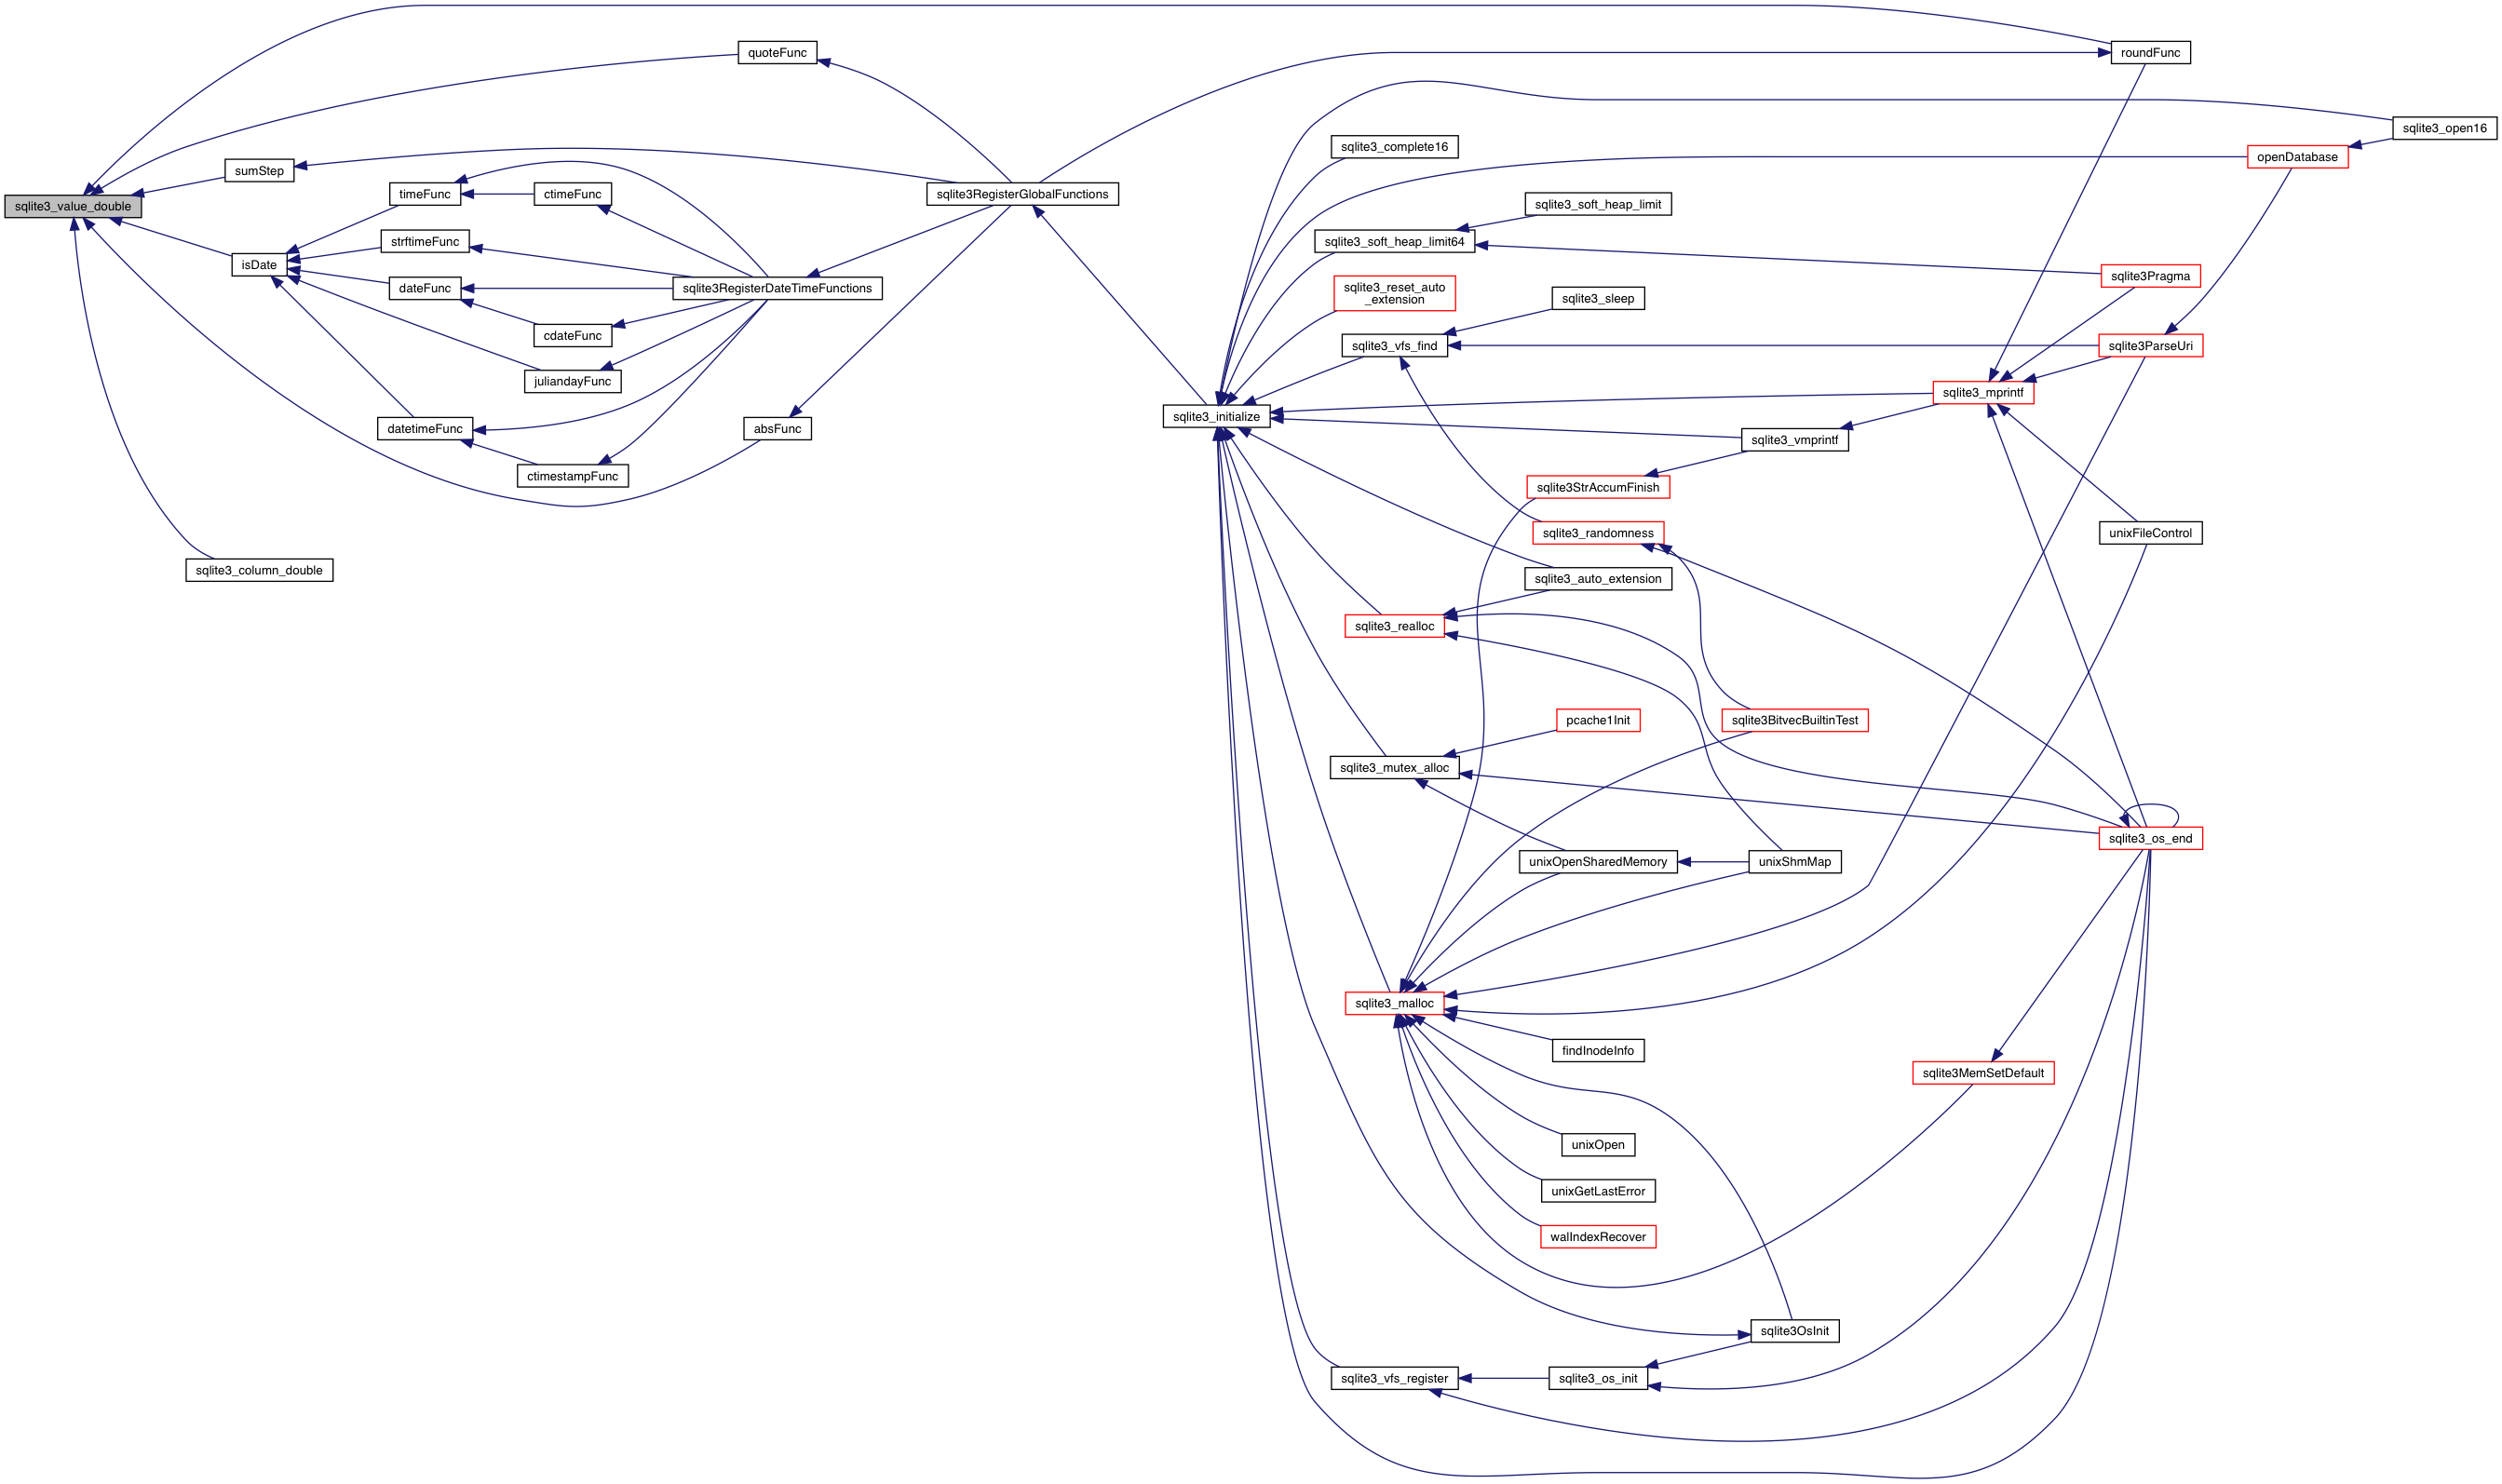 quoteFunc
roundFunc
sqlite3_open16
sqlite3_complete16
openDatabase
sumStep
timeFunc
ctimeFunc
sqlite3RegisterGlobalFunctions
sqlite3_value_double
sqlite3_soft_heap_limit
strftimeFunc
sqlite3_soft_heap_limit64
isDate
sqlite3Pragma
dateFunc
sqlite3RegisterDateTimeFunctions
sqlite3_reset_auto
_extension
sqlite3_sleep
cdateFunc
sqlite3_vfs_find
sqlite3ParseUri
juliandayFunc
sqlite3_mprintf
sqlite3_initialize
datetimeFunc
absFunc
sqlite3_vmprintf
ctimestampFunc
sqlite3StrAccumFinish
sqlite3_randomness
unixFileControl
sqlite3_column_double
sqlite3_auto_extension
sqlite3_realloc
pcache1Init
sqlite3BitvecBuiltinTest
sqlite3_mutex_alloc
sqlite3_os_end
unixOpenSharedMemory
unixShmMap
sqlite3_malloc
findInodeInfo
sqlite3MemSetDefault
unixOpen
unixGetLastError
walIndexRecover
sqlite3OsInit
sqlite3_vfs_register
sqlite3_os_init